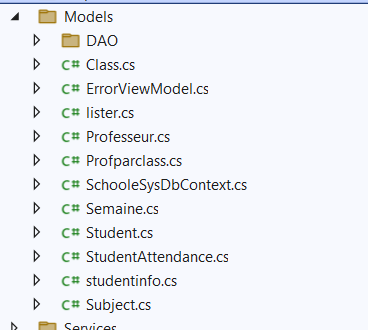 Models
DAO
C# Class.cs
C# ErrorViewModel.cs
C# lister.cs
C# Professeur.cs
C# Profparclass.cs
C# SchooleSysDbContext.cs
C# Semaine.cs
C# Student.cs
C# StudentAttendance.cs
C# studentinfo.cs
C# Subject.cs
Services